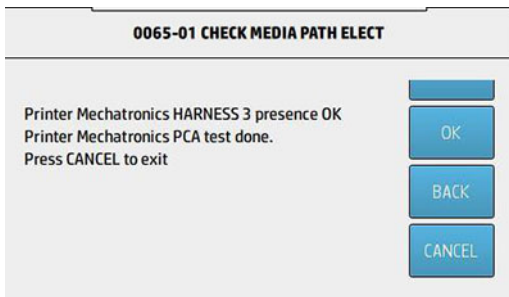 0065-01 CHECK MEDIA PATH ELECT
Printer Mechatronics HARNESS 3 presence OK
Printer Mechatronics PCA test done.
Press CANCEL to exit
OK
BACK
CANCEL